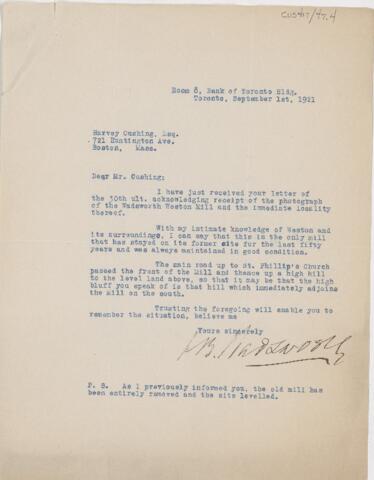 CUS417/47.4
Room 8, Bank of Toronto Bldg.
Toronto, September 1st, 1921
Harvey Cushing, Esq.
721 Huntington Ave.
Boston, Mass.
Dear Mr. Cushing:
I have just received your letter of
the 30th ult. acknowledging receipt of the photograph
of the Wadsworth Weston Mill and the immediate locality
thereof.
With my intimate knowledge of Weston and
its surroundings, I can say that this is the only mill
that has stayed on its former site for the last fifty
years and was always maintained in good condition.
The main road up to St. Phillip's Church
passed the front of the Mill and thence up a high hill
to the level land above, so that it may be that the high
bluff you speak of is that hill which immediately adjoins
the Mill on the south.
Trusting the foregoing will enable you to
remember the situation, believe me
Yours sincerely
B. Wadsworth
P. S. As I previously informed you, the old mill has
been entirely removed and the site levelled.